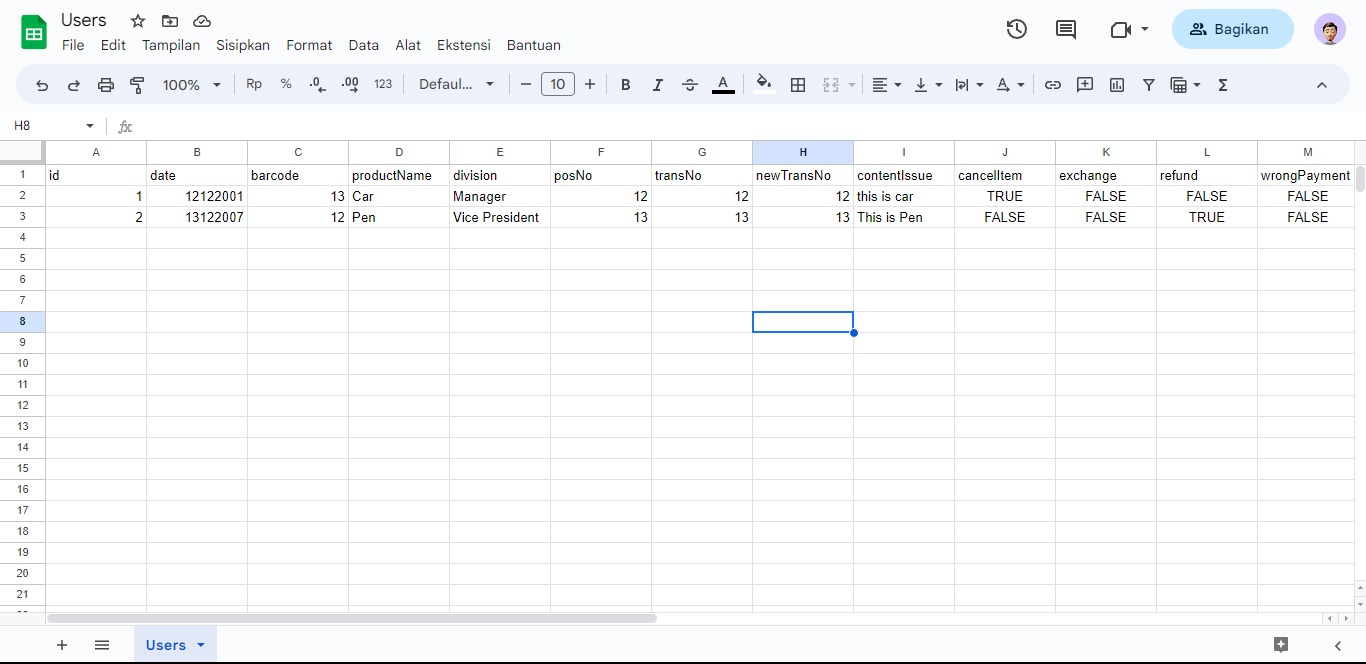 Users
File Edit Tampilan Sisipkan Format Data Alat Ekstensi Bantuan
Bagikan
100% Rp % .0 .00 123 Defaul... 10 B I A A Σ
H8 fx
A B C D E F G H I J K L M
1 id date barcode productName division posNo transNo newTransNo contentIssue cancelItem exchange refund wrongPayment
2 1 12122001 13 Car Manager 12 12 12 this is car TRUE FALSE FALSE FALSE
3 2 13122007 12 Pen Vice President 13 13 13 This is Pen FALSE FALSE TRUE FALSE
4
5
6
7
8
9
10
11
12
13
14
15
16
17
18
19
20
21
Users